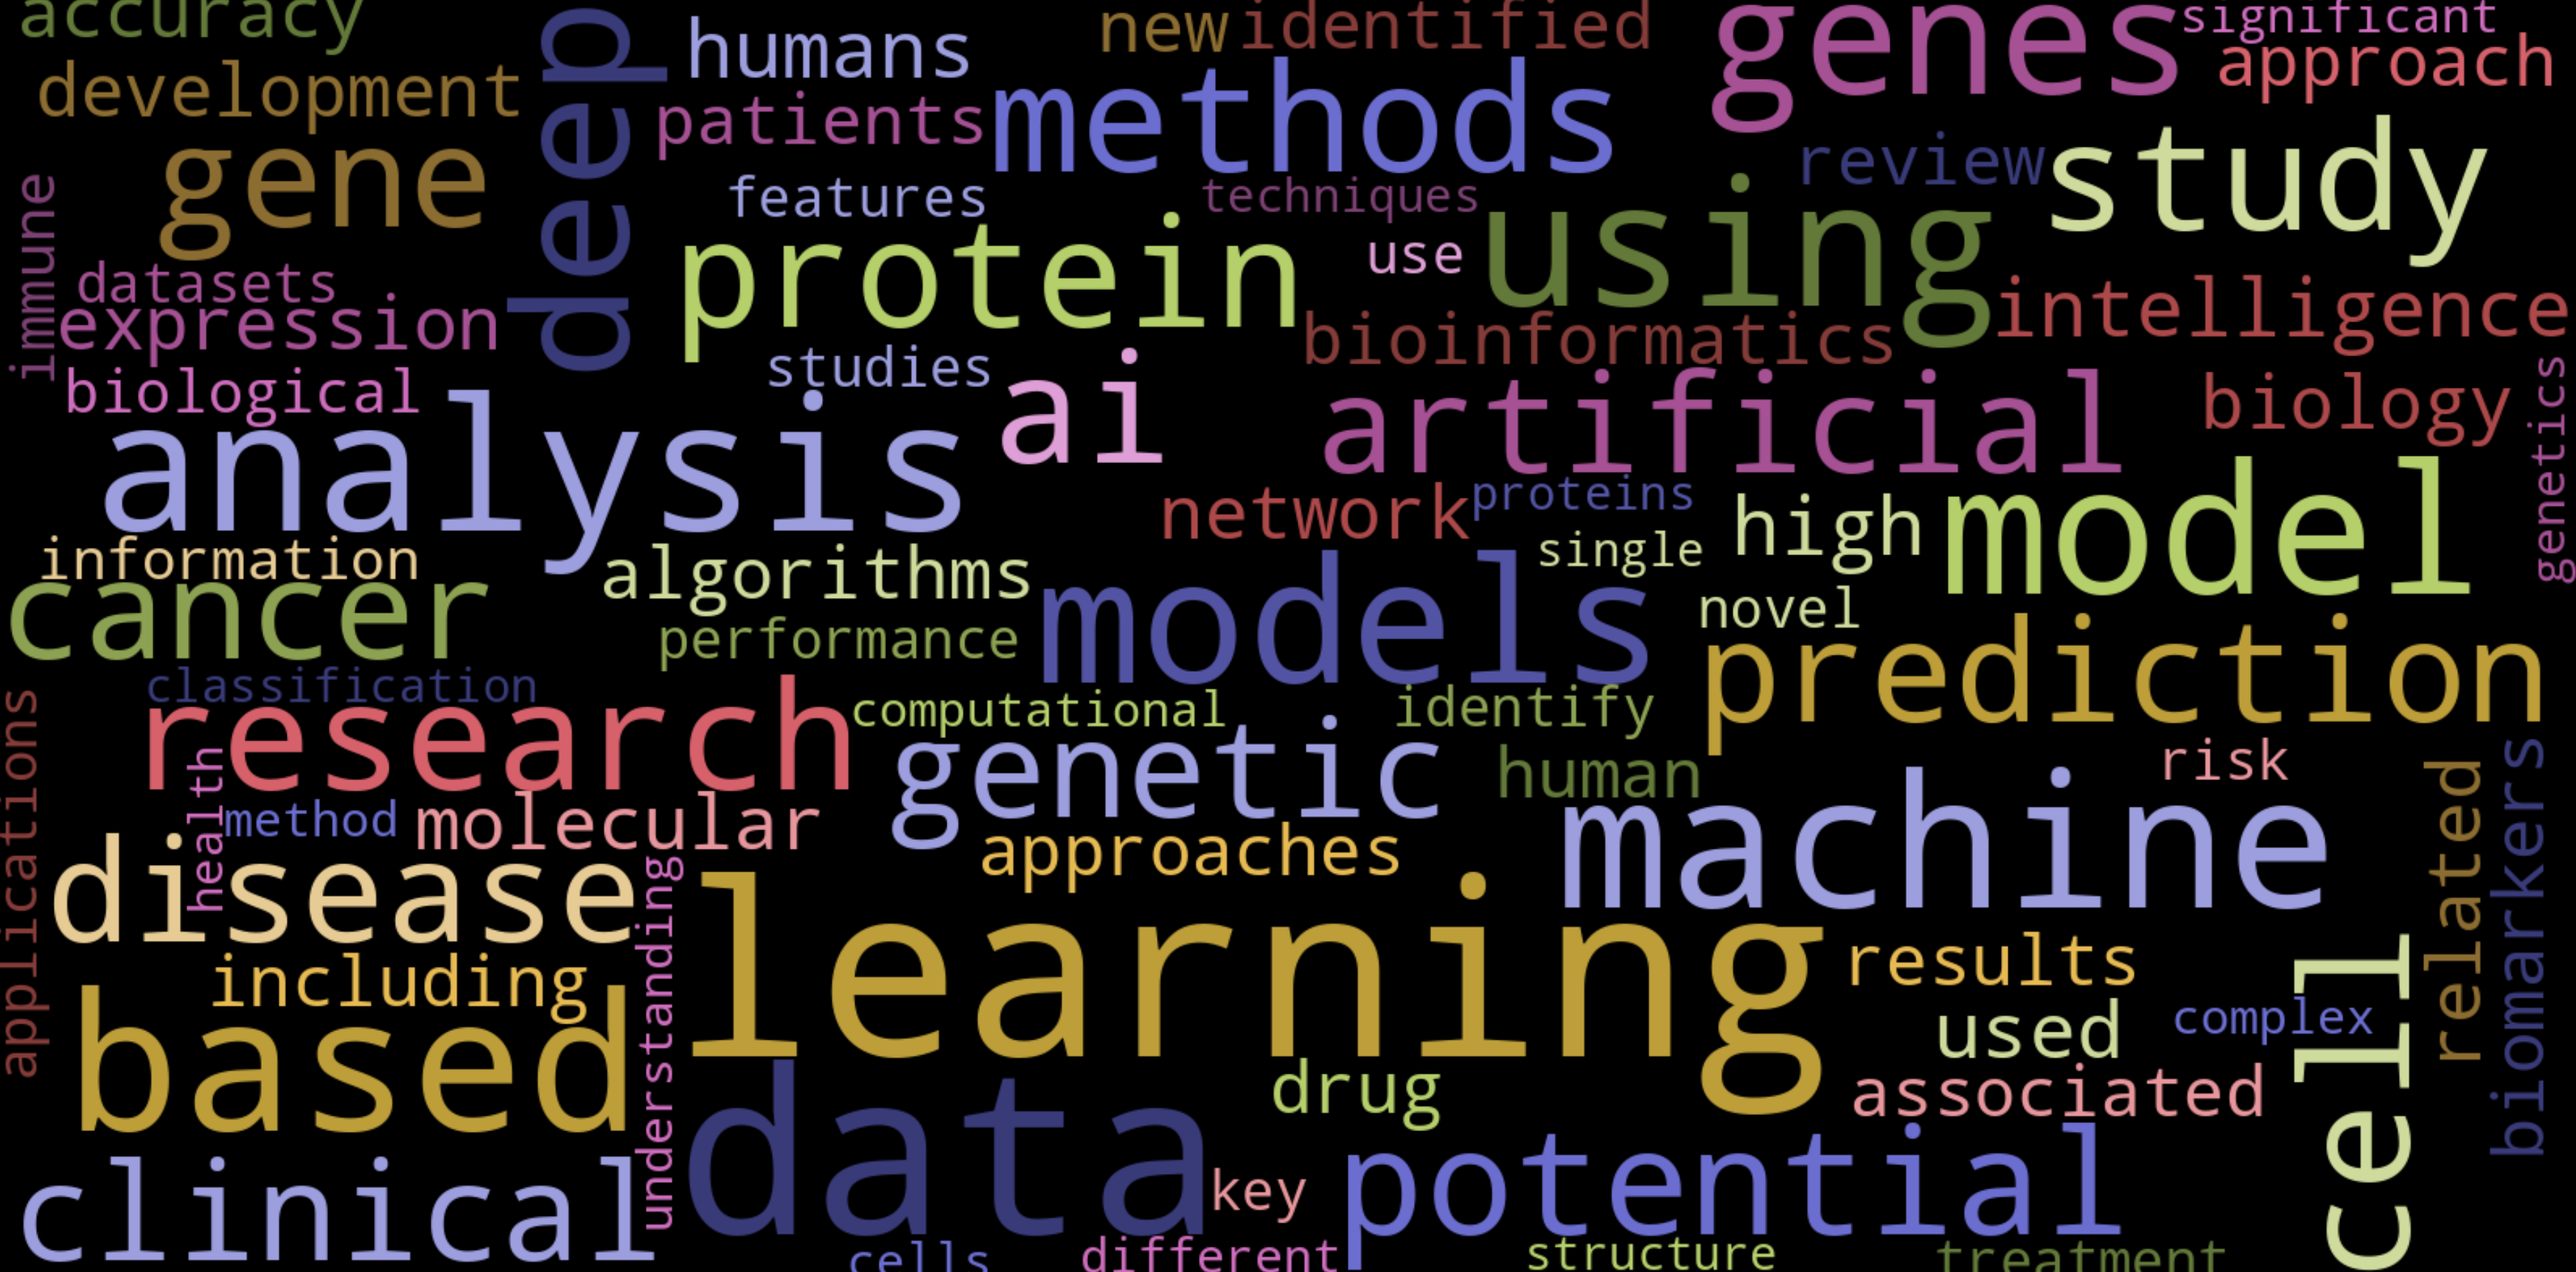 accuracy
deep
humans
new
identified
genes
significant
approach
development
patients
methods
gene
features
techniques
review
study
immune
datasets
protein
use
using
intelligence
expression
studies
bioinformatics
biological
ai
artificial
biology
genetics
analysis
network
proteins
high
model
information
algorithms
single
cancer
performance
models
novel
prediction
classification
computational
identify
applications
research
genetic
human
risk
health
method
molecular
approaches
machine
related
biomarkers
disease
understanding
learning
results
cell
including
based
used
complex
drug
associated
data
clinical
key
potential
cells
different
structure
treatment